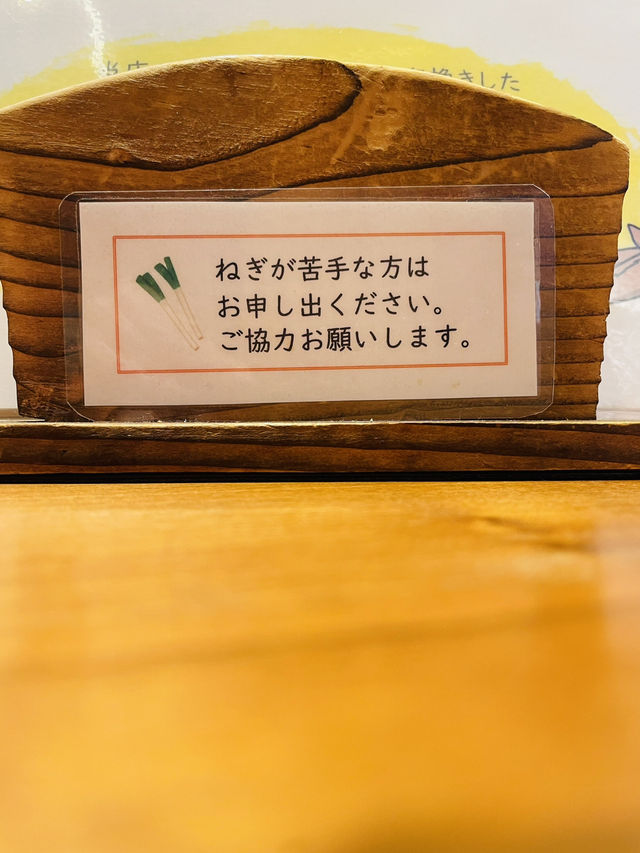 ねぎが苦手な方は
お申し出ください。
ご協力お願いします。